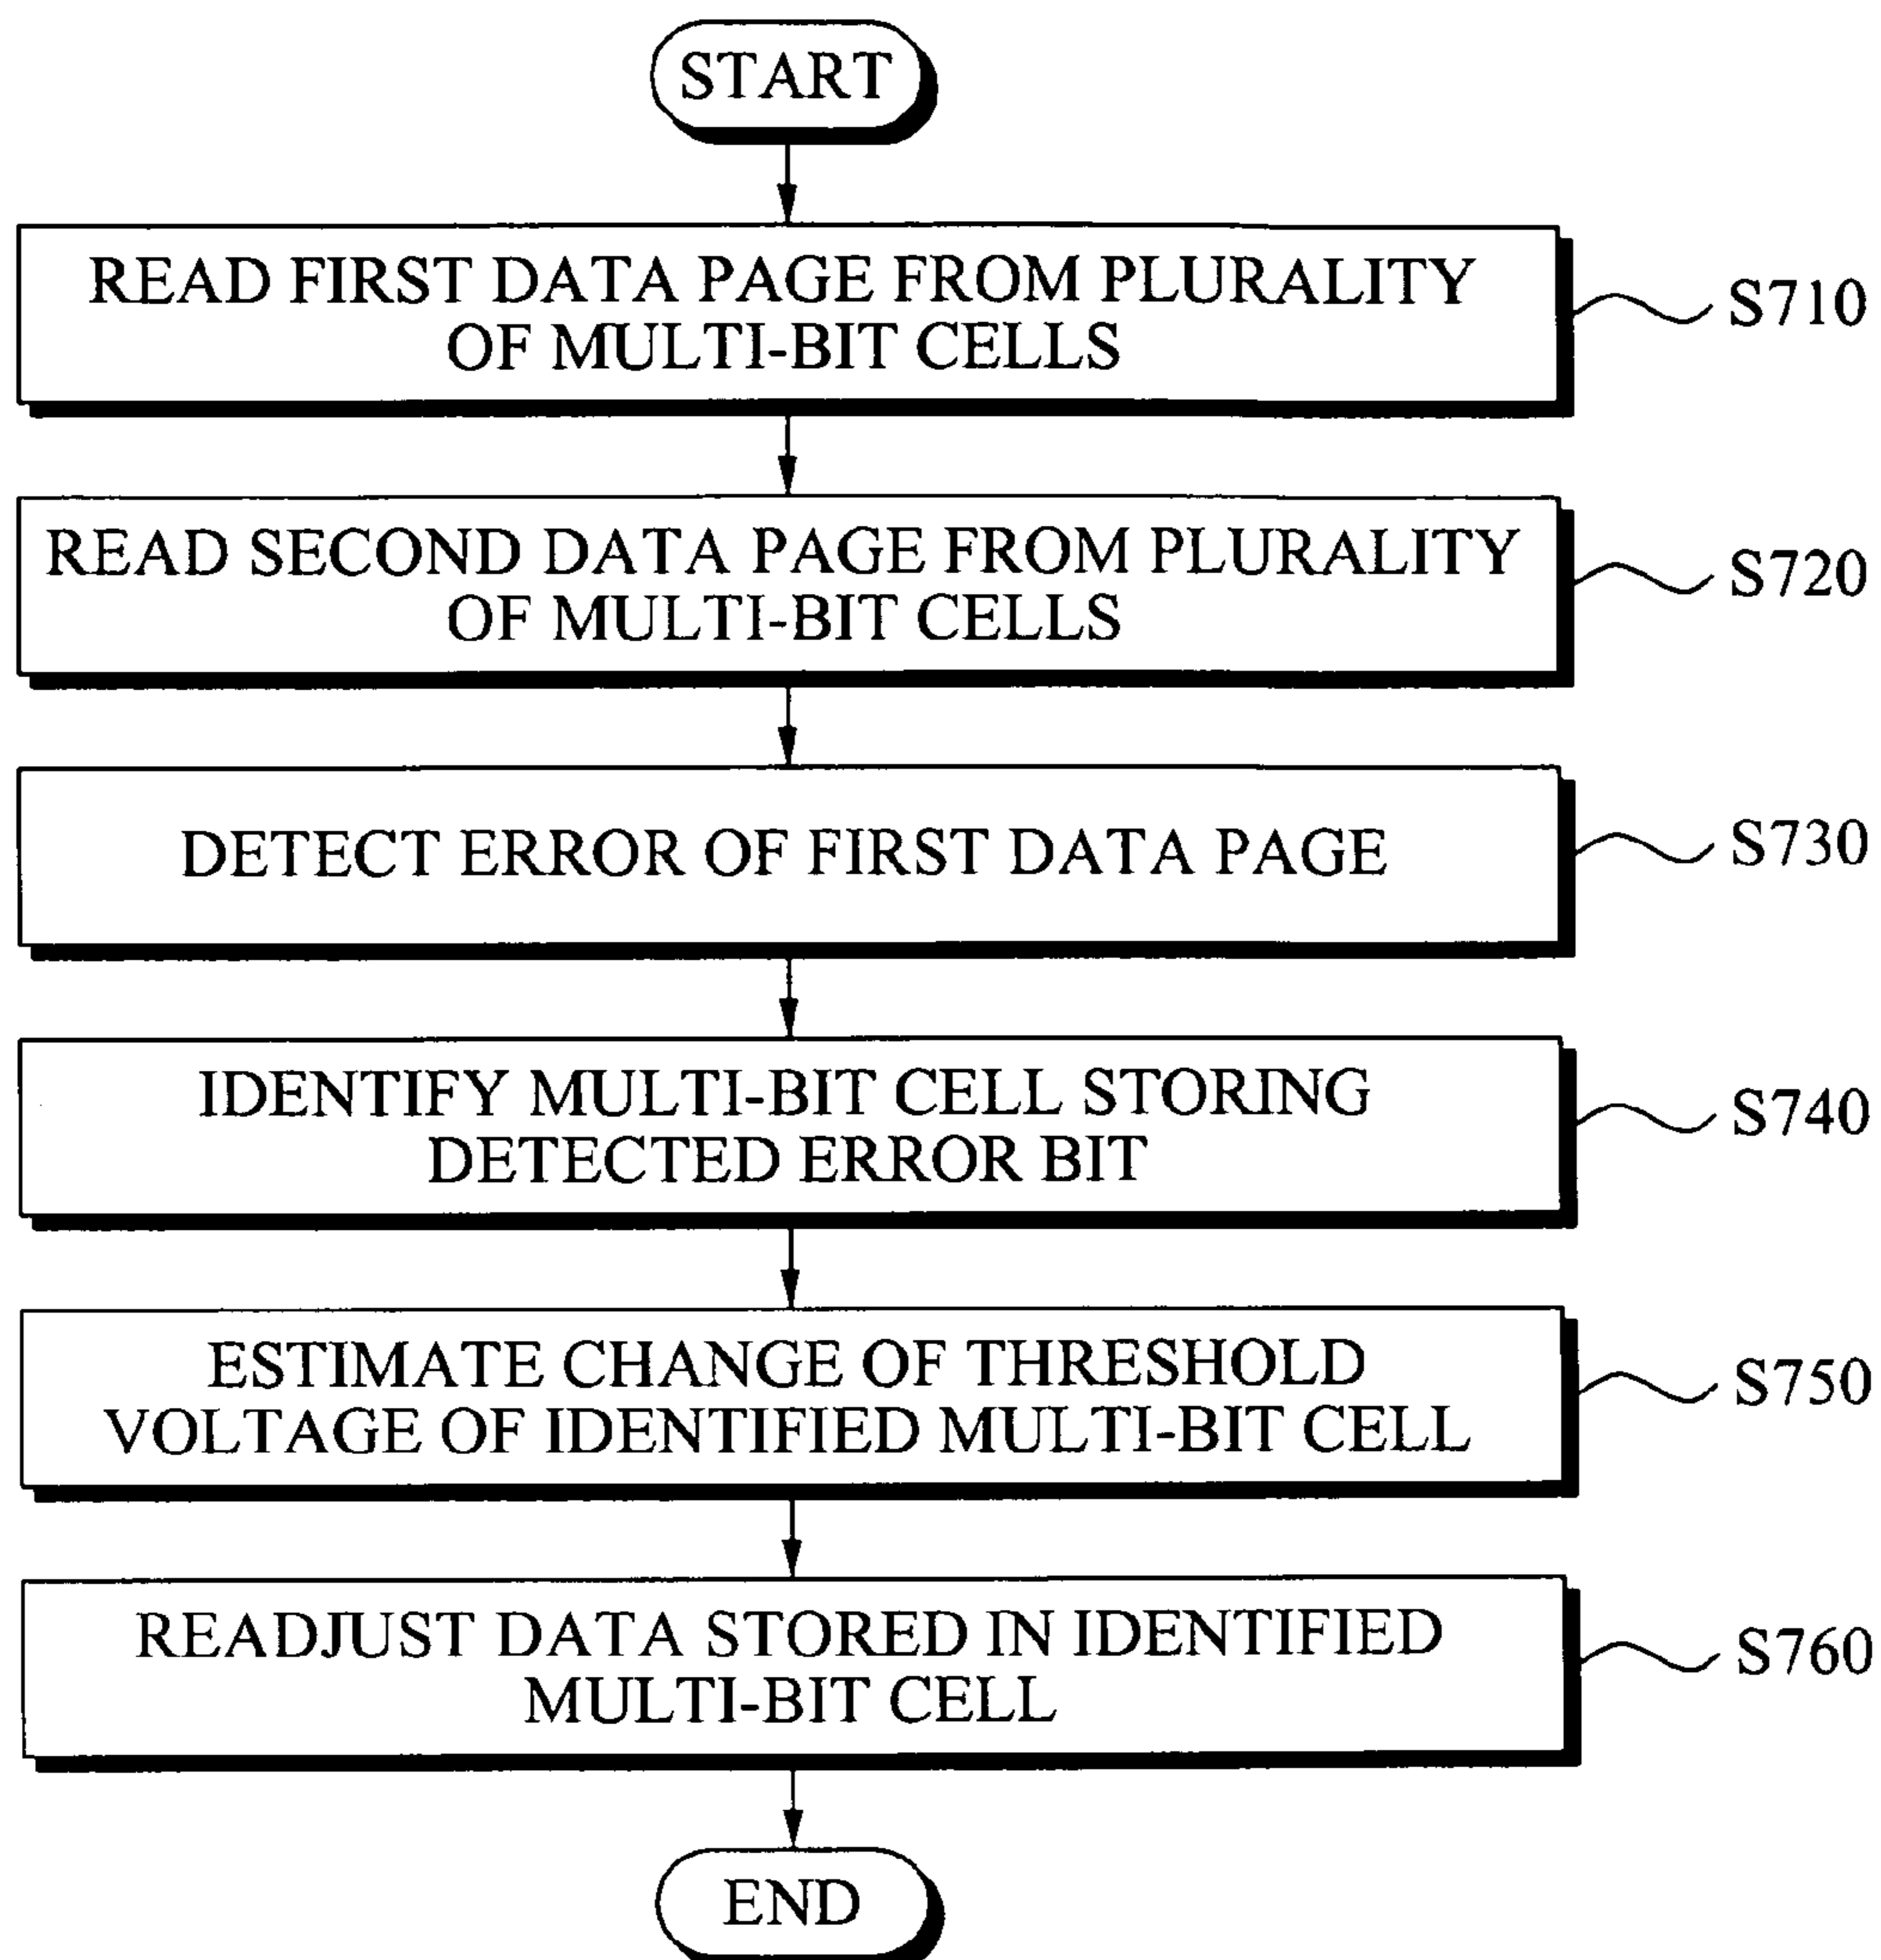 START
READ FIRST DATA PAGE FROM PLURALITY
OF MULTI-BIT CELLS
S710
READ SECOND DATA PAGE FROM PLURALITY
OF MULTI-BIT CELLS
S720
DETECT ERROR OF FIRST DATA PAGE
S730
IDENTIFY MULTI-BIT CELL STORING
DETECTED ERROR BIT
S740
ESTIMATE CHANGE OF THRESHOLD
VOLTAGE OF IDENTIFIED MULTI-BIT CELL
S750
READJUST DATA STORED IN IDENTIFIED
MULTI-BIT CELL
S760
END